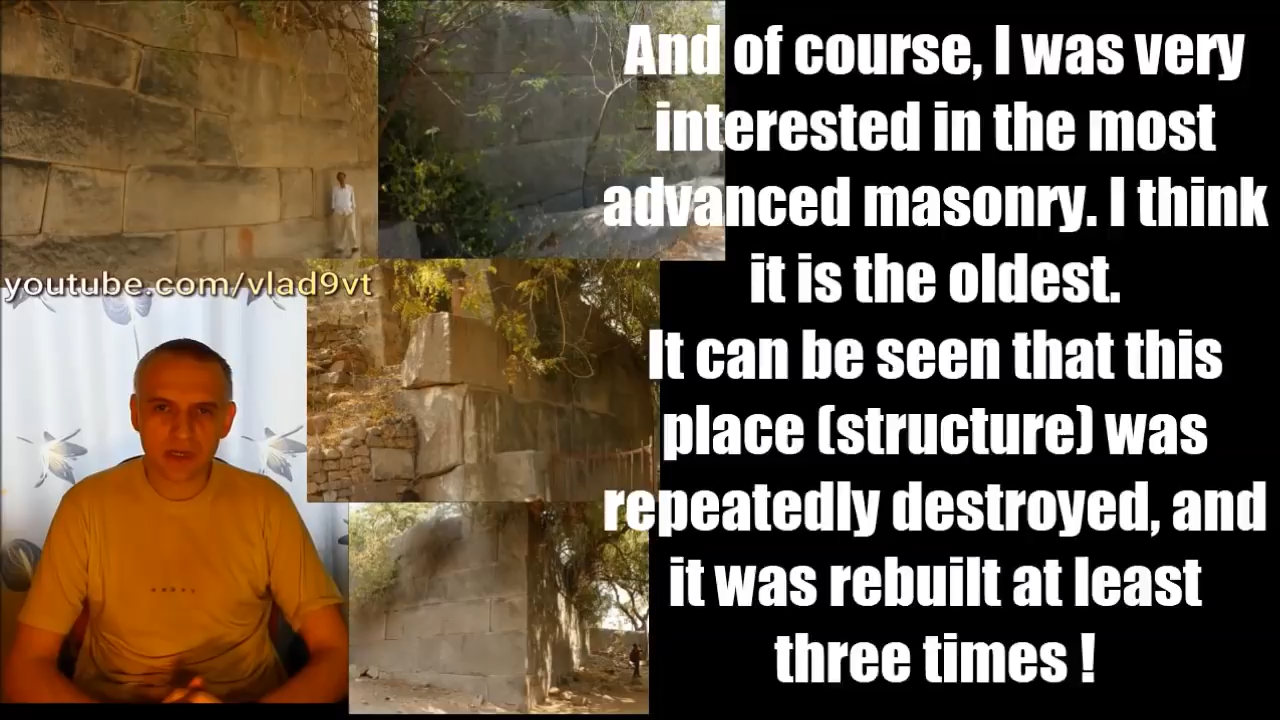 And of course, I was very
interested in the most
advanced masonry. I think
it is the oldest.
It can be seen that this
place (structure) was
repeatedly destroyed, and
it was rebuilt at least
three times !
youtube.com/vlad9vt